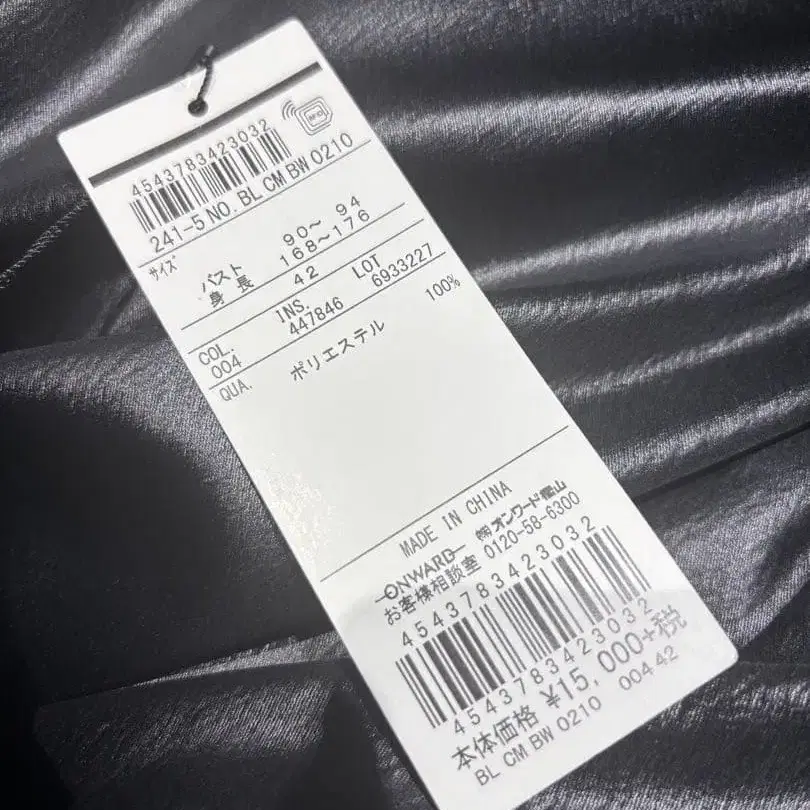 4543783423032
241-5 NO. BL CM BW 0210
サイズ
バスト 90～ 94
身 長 168～176
42
COL. INS. LOT
004 447846 6933227
QUA. ポリエステル 100%
MADE IN CHINA
ONWARD ㈱オンワード樫山
お客様相談室 0120-58-6300
4543783423032
4543783423032
本体価格 ¥15,000+税
BL CM BW 0210 004 42